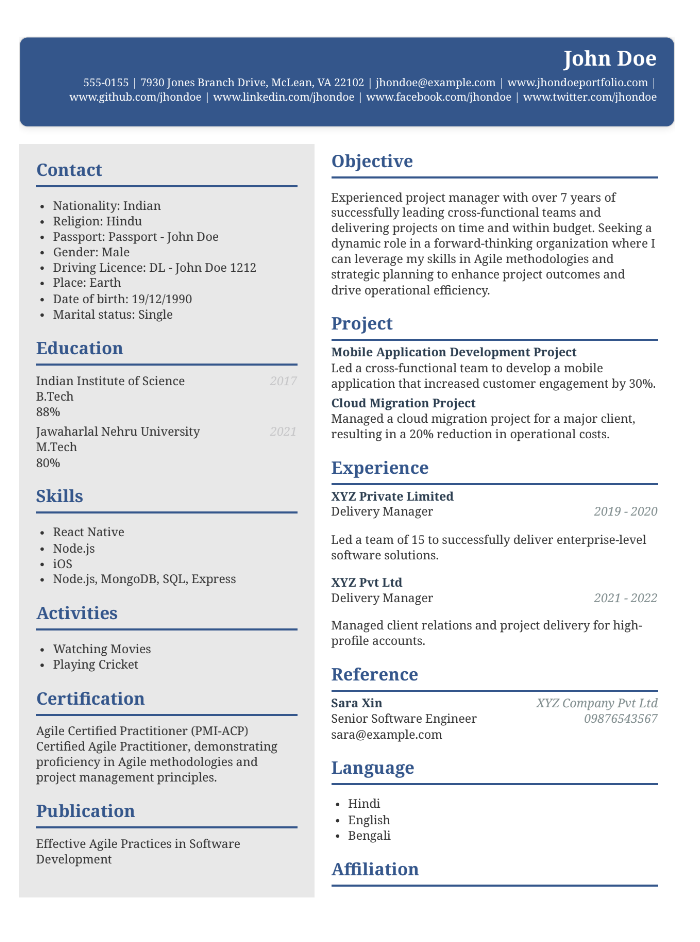 John Doe
555-0155 | 7930 Jones Branch Drive, McLean, VA 22102 | jhondoe@example.com | www.jhondoeportfolio.com |
www.github.com/jhondoe | www.linkedin.com/jhondoe | www.facebook.com/jhondoe | www.twitter.com/jhondoe
Contact
• Nationality: Indian
• Religion: Hindu
• Passport: Passport - John Doe
• Gender: Male
• Driving Licence: DL - John Doe 1212
• Place: Earth
• Date of birth: 19/12/1990
• Marital status: Single
Education
Indian Institute of Science 2017
B.Tech
88%
Jawaharlal Nehru University 2021
M.Tech
80%
Skills
• React Native
• Node.js
• iOS
• Node.js, MongoDB, SQL, Express
Activities
• Watching Movies
• Playing Cricket
Certification
Agile Certified Practitioner (PMI-ACP)
Certified Agile Practitioner, demonstrating
proficiency in Agile methodologies and
project management principles.
Publication
Effective Agile Practices in Software
Development
Objective
Experienced project manager with over 7 years of
successfully leading cross-functional teams and
delivering projects on time and within budget. Seeking a
dynamic role in a forward-thinking organization where I
can leverage my skills in Agile methodologies and
strategic planning to enhance project outcomes and
drive operational efficiency.
Project
Mobile Application Development Project
Led a cross-functional team to develop a mobile
application that increased customer engagement by 30%.
Cloud Migration Project
Managed a cloud migration project for a major client,
resulting in a 20% reduction in operational costs.
Experience
XYZ Private Limited
Delivery Manager 2019 - 2020
Led a team of 15 to successfully deliver enterprise-level
software solutions.
XYZ Pvt Ltd
Delivery Manager 2021 - 2022
Managed client relations and project delivery for high-
profile accounts.
Reference
Sara Xin XYZ Company Pvt Ltd
Senior Software Engineer 09876543567
sara@example.com
Language
• Hindi
• English
• Bengali
Affiliation